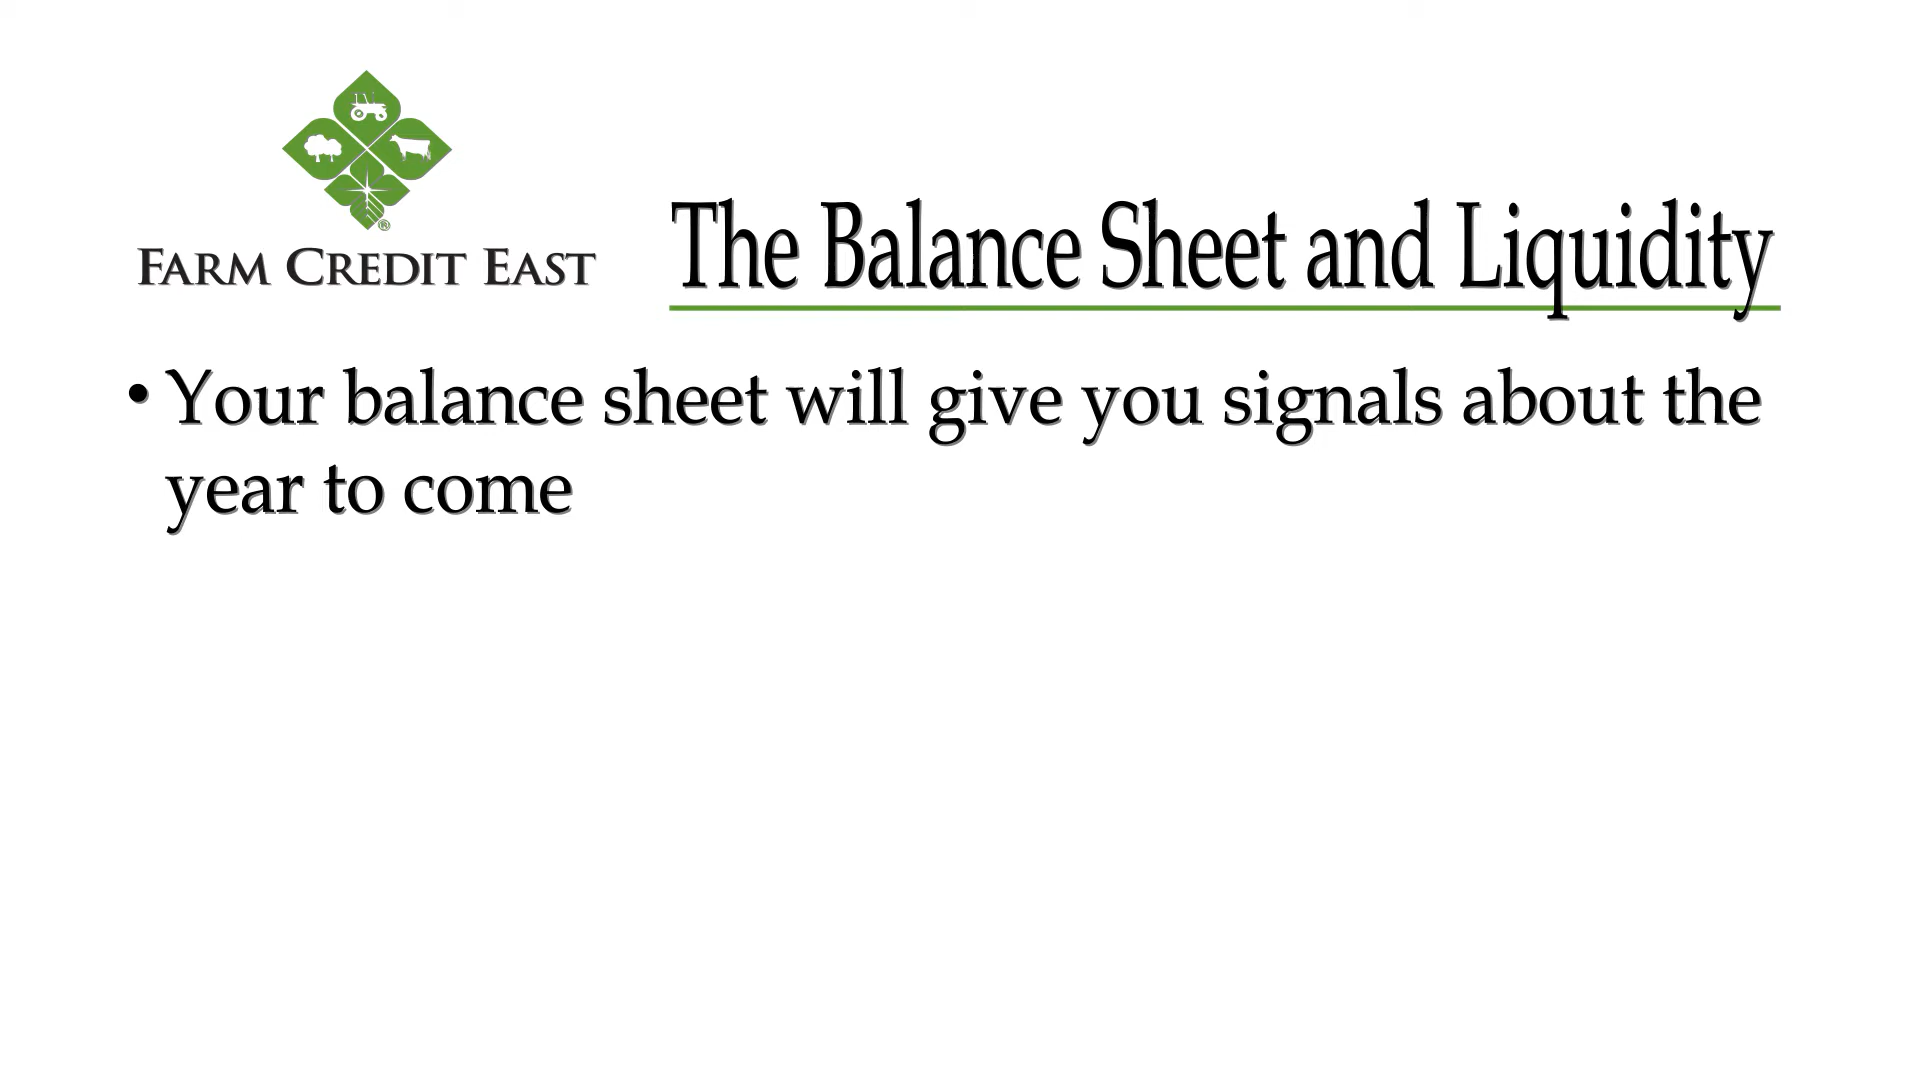 FARM CREDIT EAST
The Balance Sheet and Liquidity
• Your balance sheet will give you signals about the
year to come